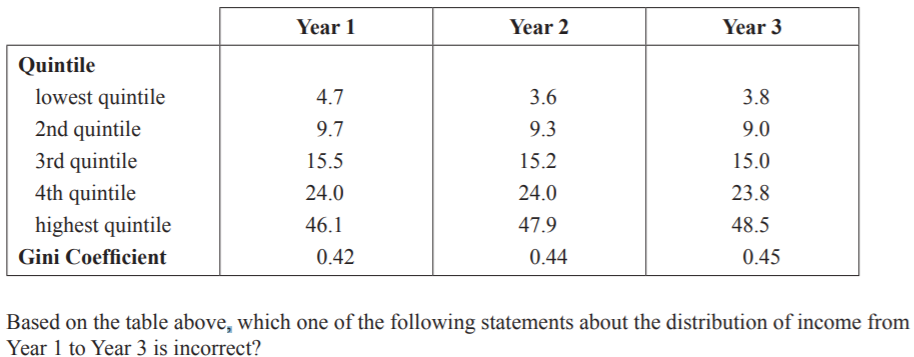 Year 1 Year 2 Year 3
Quintile
lowest quintile 4.7 3.6 3.8
2nd quintile 9.7 9.3 9.0
3rd quintile 15.5 15.2 15.0
4th quintile 24.0 24.0 23.8
highest quintile 46.1 47.9 48.5
Gini Coefficient 0.42 0.44 0.45
Based on the table above, which one of the following statements about the distribution of income from
Year 1 to Year 3 is incorrect?